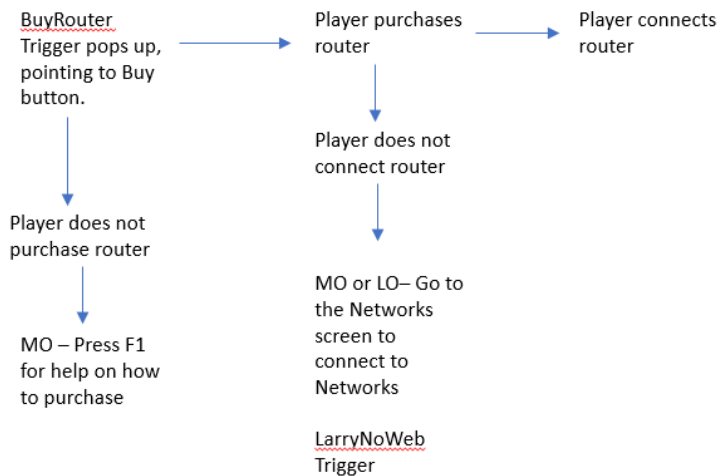 BuyRouter
Trigger pops up,
pointing to Buy
button.
Player purchases
router
Player connects
router
Player does not
connect router
Player does not
purchase router
MO – Press F1
for help on how
to purchase
MO or LO– Go to
the Networks
screen to
connect to
Networks
LarryNoWeb
Trigger